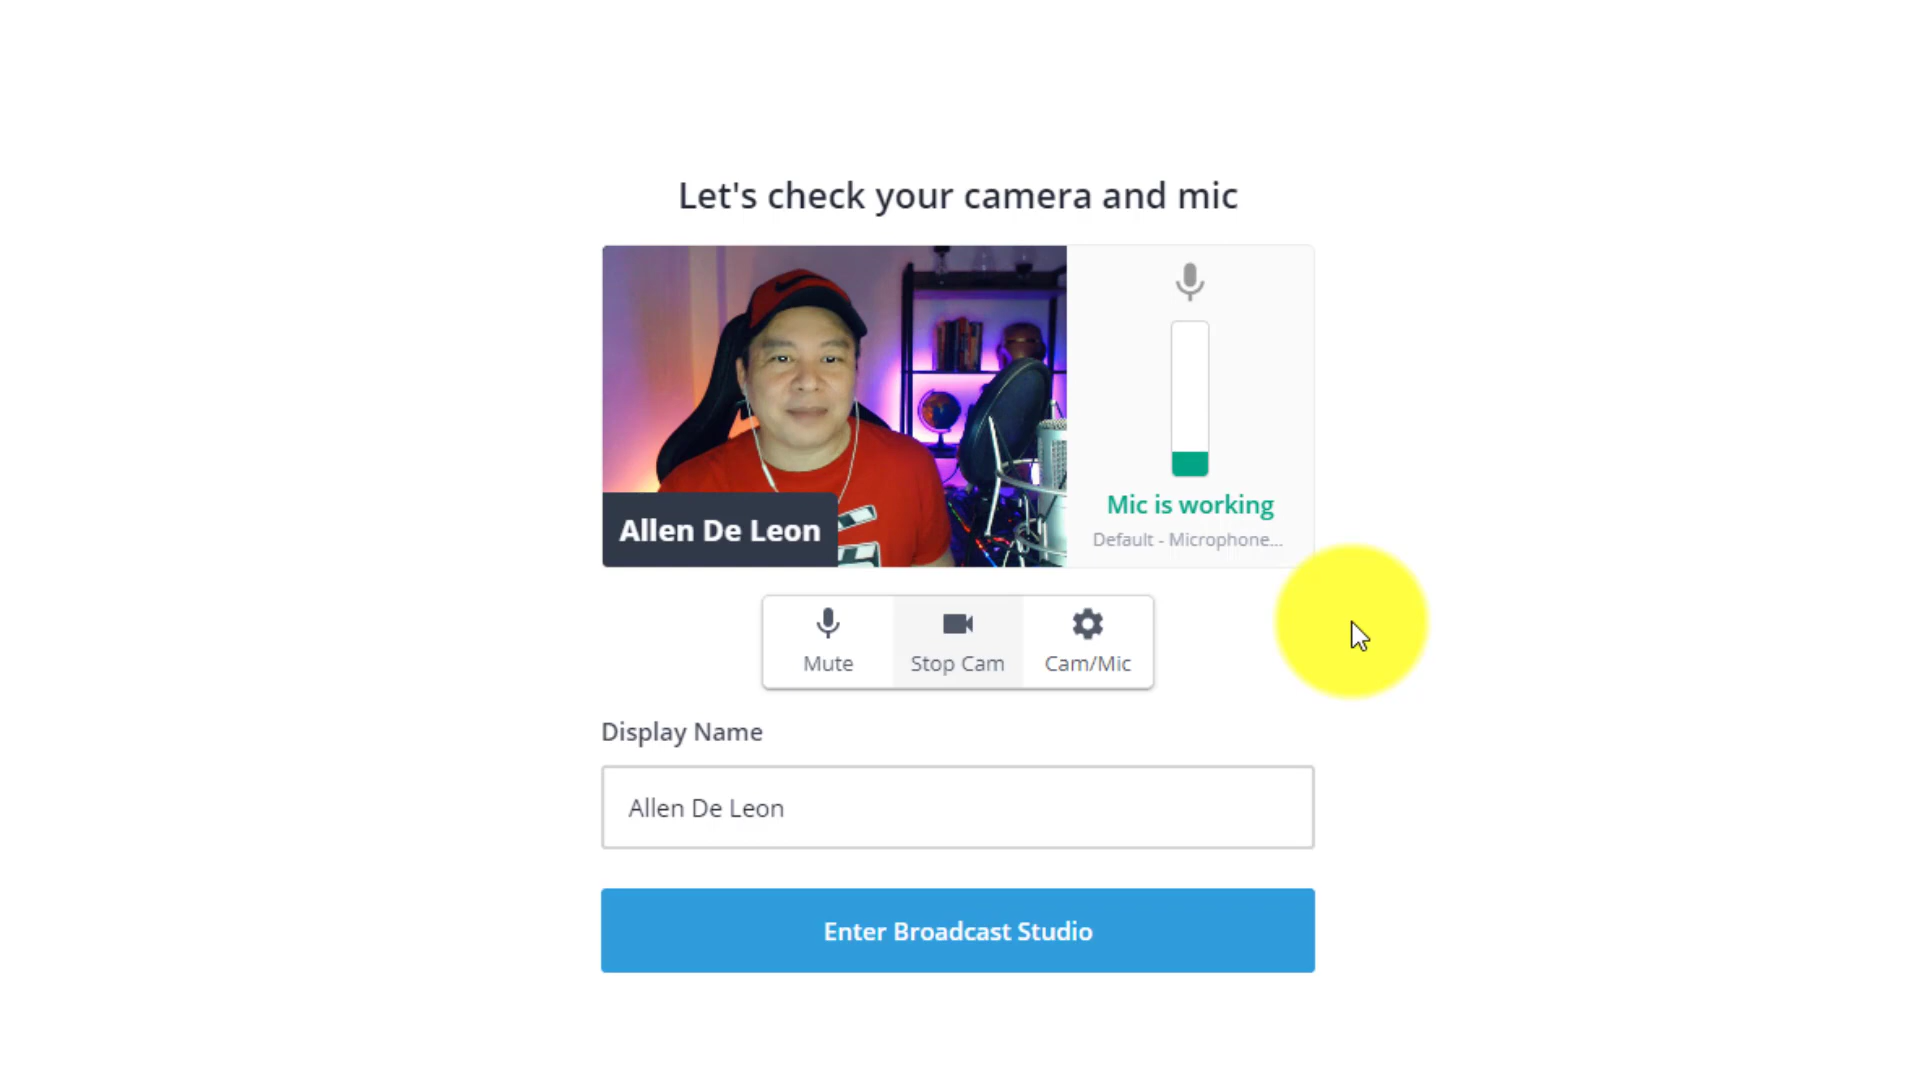 Let's check your camera and mic
Allen De Leon
Mic is working
Default - Microphone...
Mute
Stop Cam
Cam/Mic
Display Name
Allen De Leon
Enter Broadcast Studio